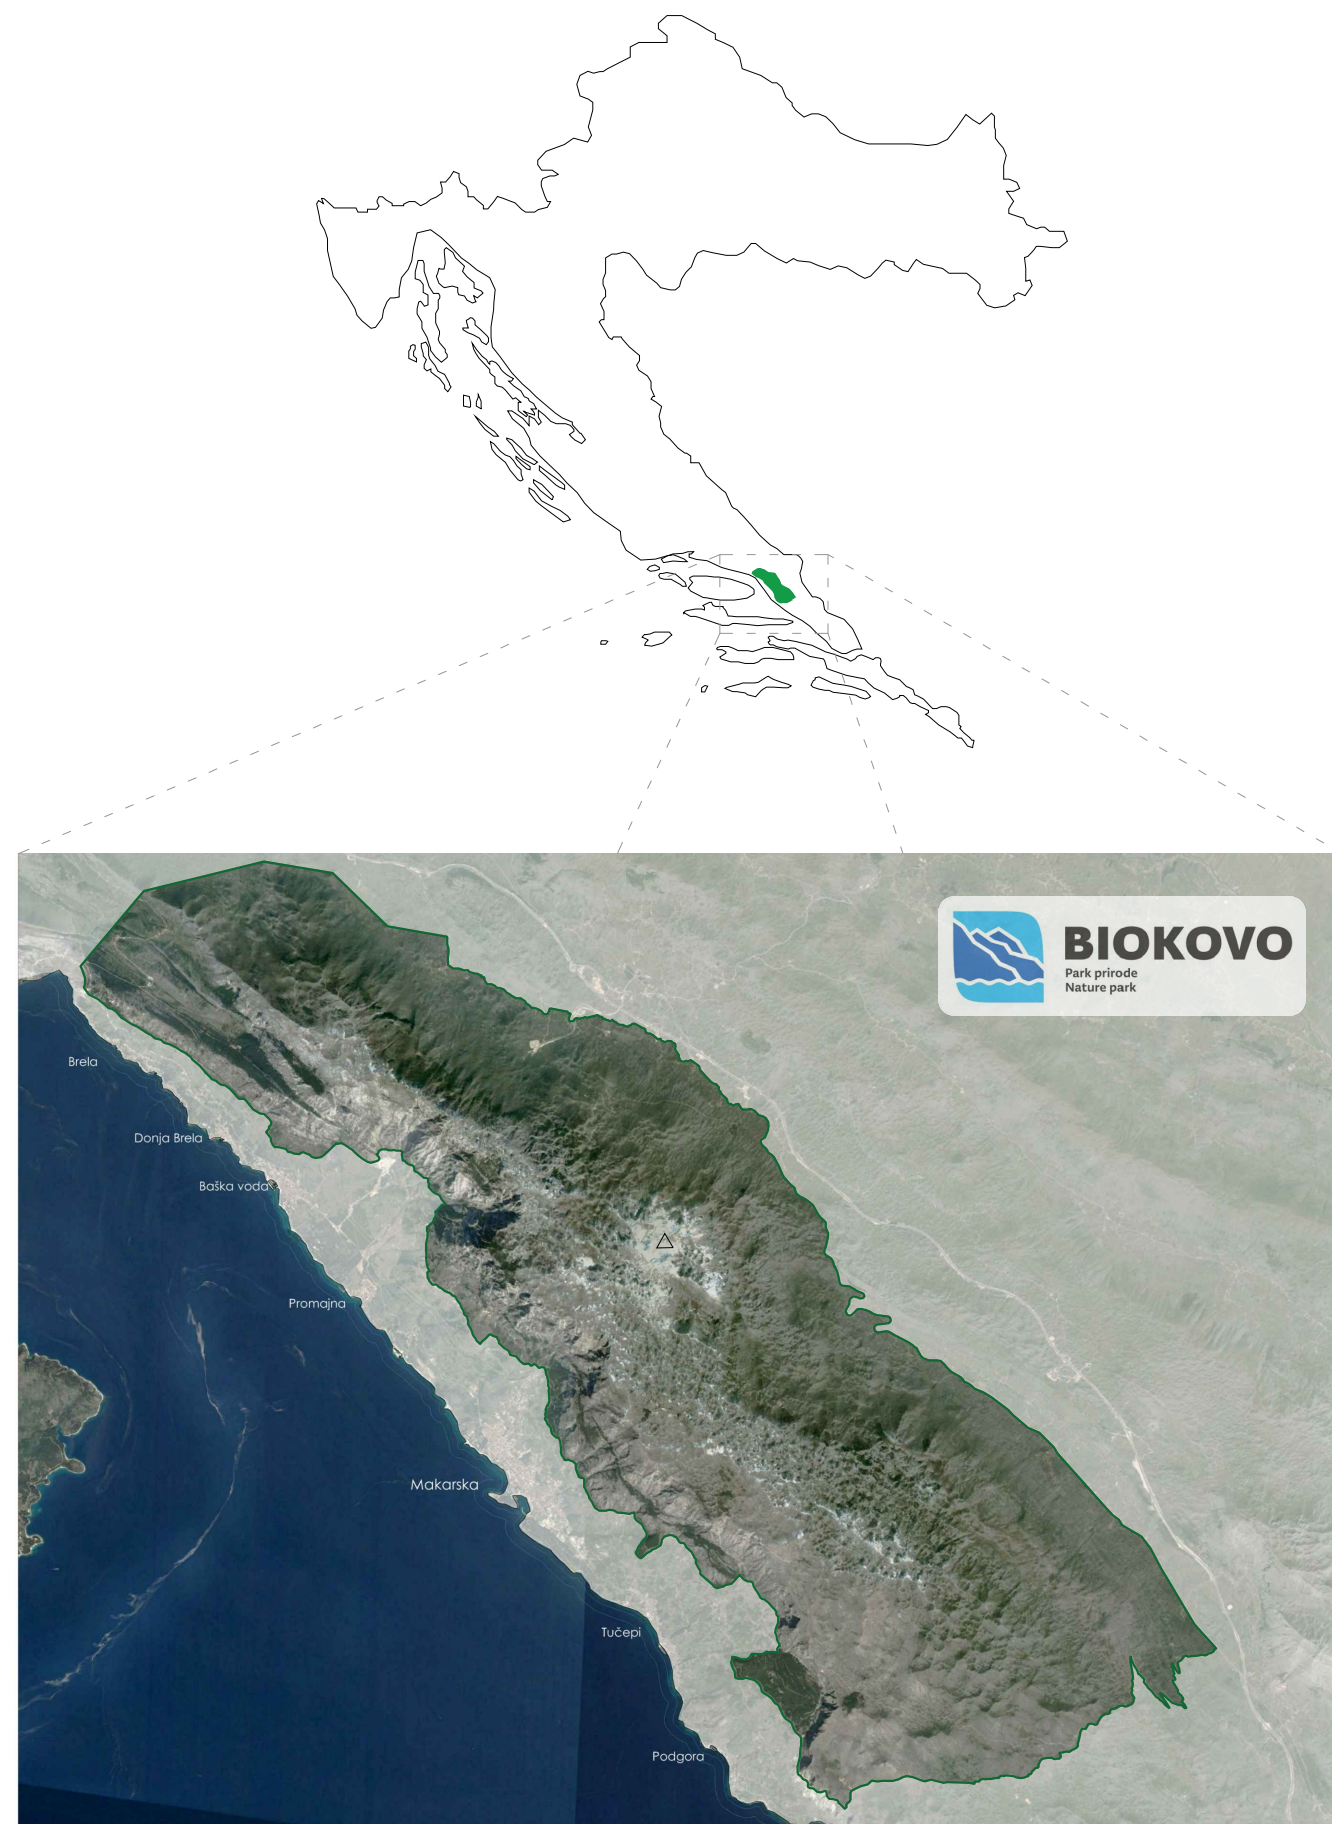 BIOKOVO
Park prirode
Nature park
Brela
Donja Brela
Baška voda
Promajna
Makarska
Tučepi
Podgora